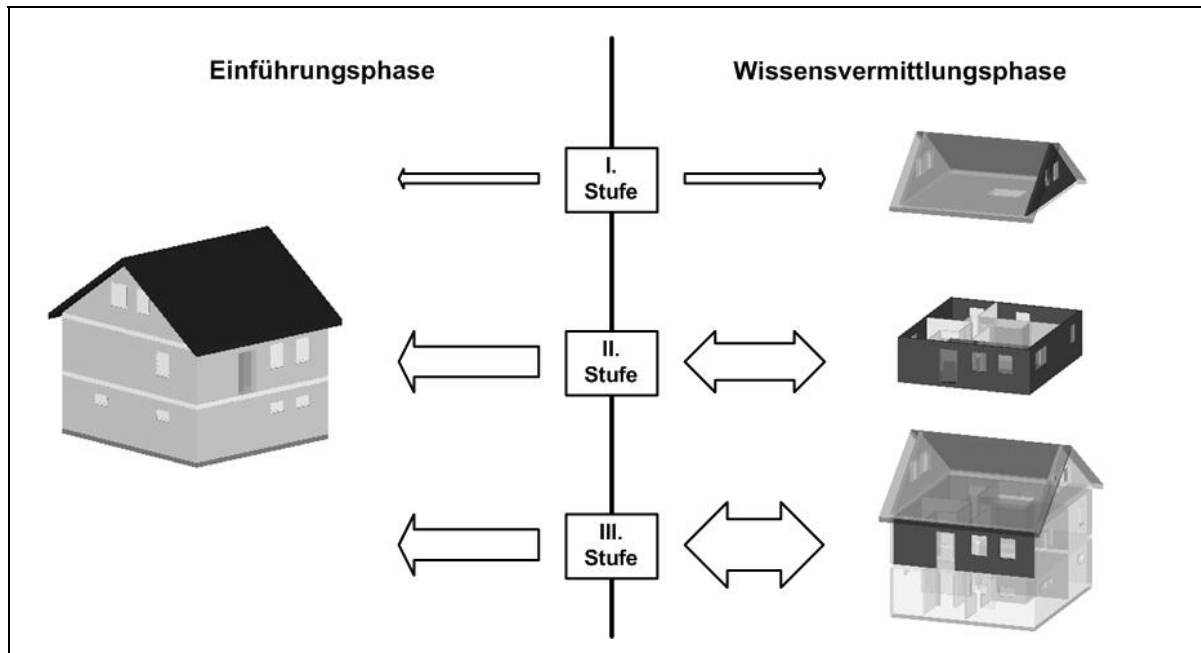 Einführungsphase
Wissensvermittlungsphase
I.
Stufe
II.
Stufe
III.
Stufe